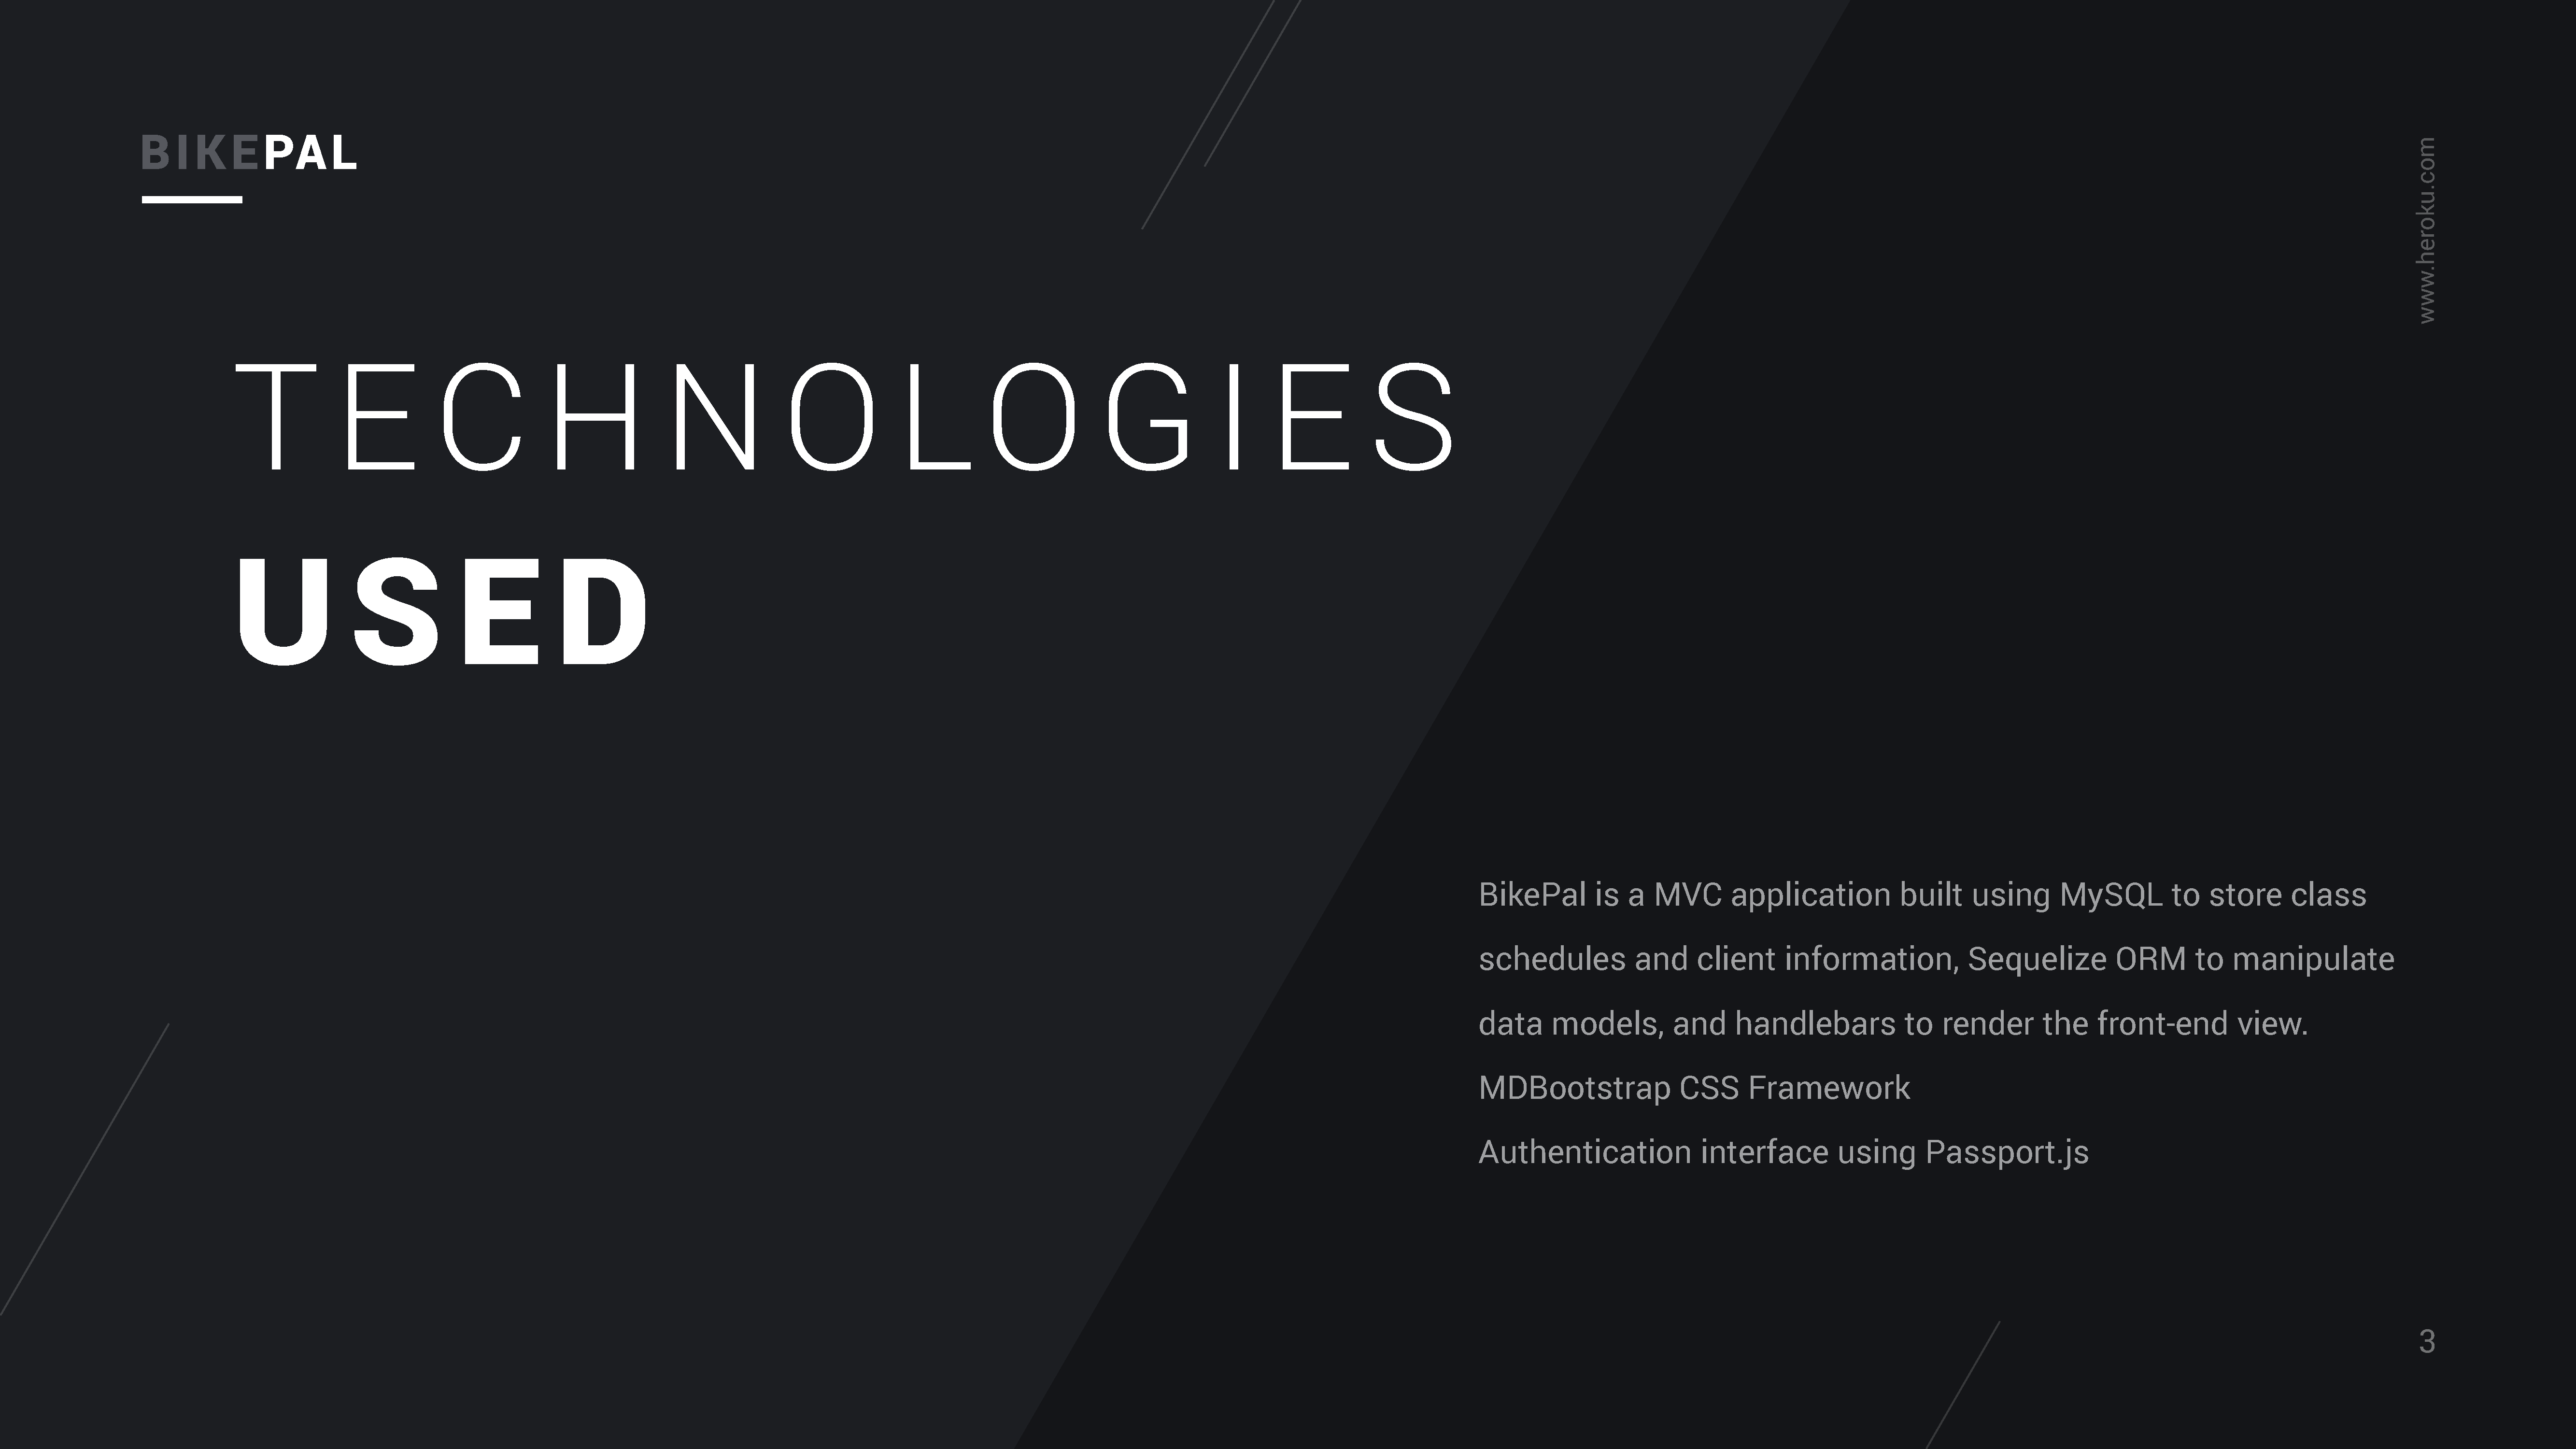 BIKEPAL
www.heroku.com
TECHNOLOGIES
USED
BikePal is a MVC application built using MySQL to store class
schedules and client information, Sequelize ORM to manipulate
data models, and handlebars to render the front-end view.
MDBootstrap CSS Framework
Authentication interface using Passport.js
3